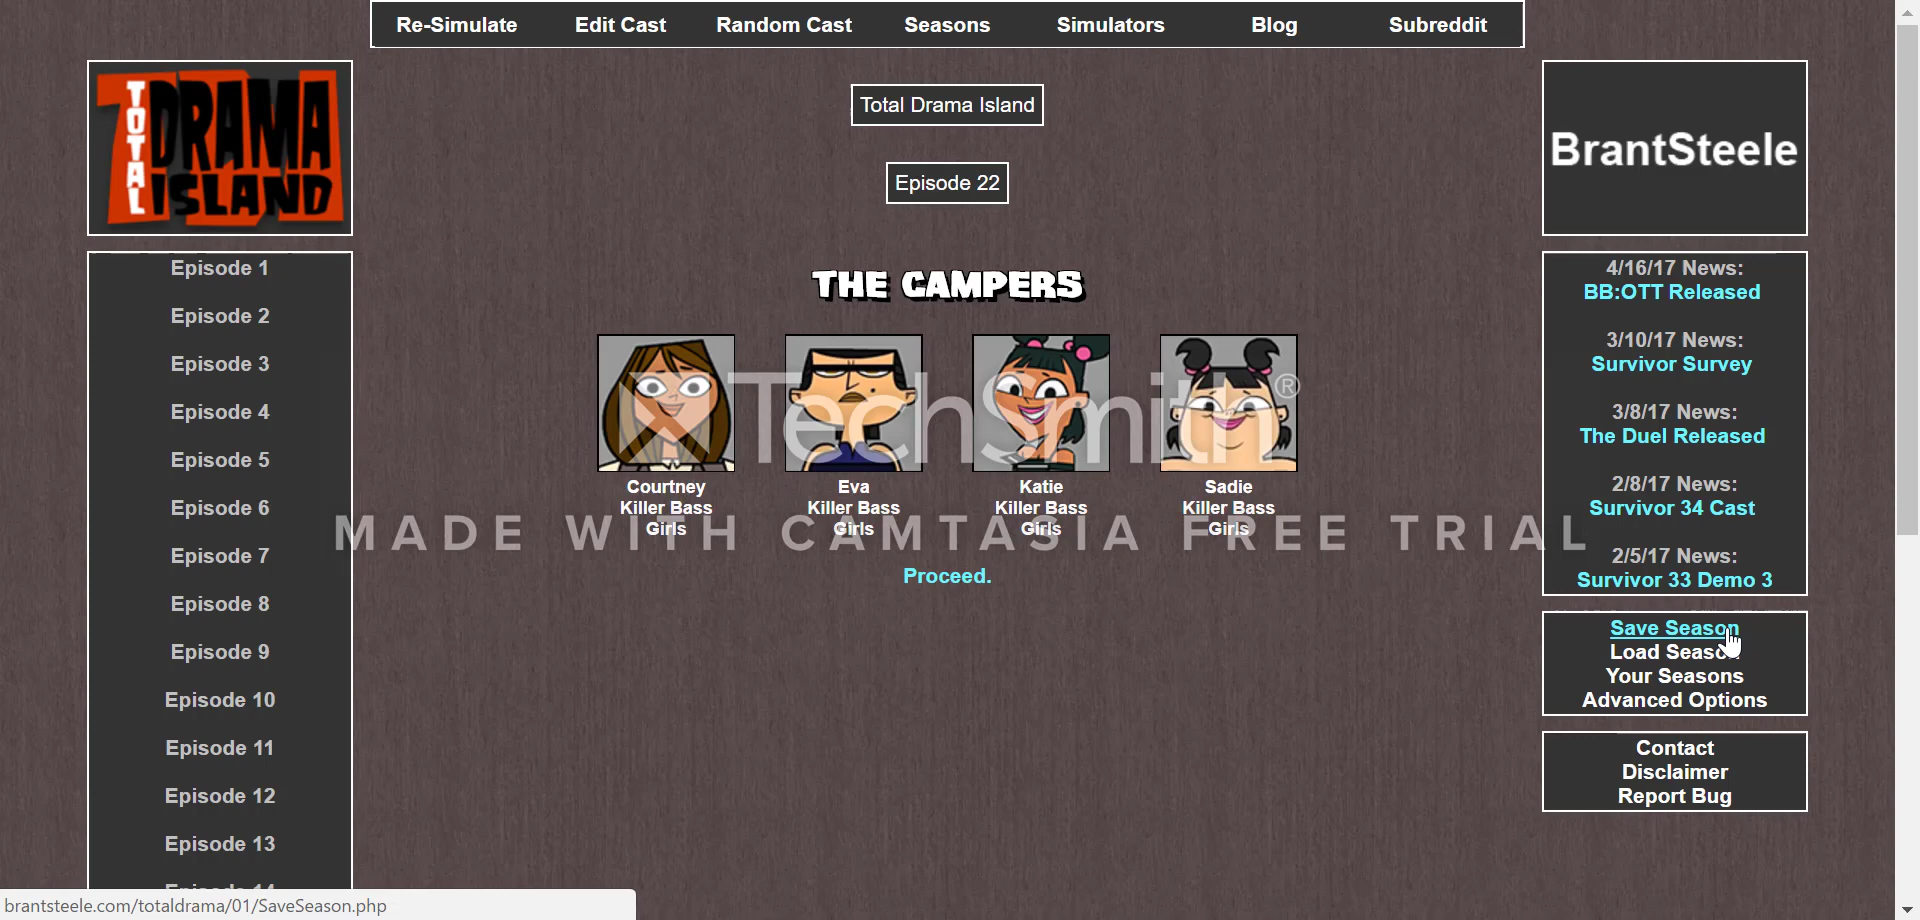 Re-Simulate Edit Cast Random Cast Seasons Simulators Blog Subreddit
TOTAL DRAMA ISLAND
Total Drama Island
Episode 22
BrantSteele
Episode 1
Episode 2
Episode 3
Episode 4
Episode 5
Episode 6
Episode 7
Episode 8
Episode 9
Episode 10
Episode 11
Episode 12
Episode 13
Episode 14
THE CAMPERS
TechSmith®
Courtney Eva Katie Sadie
Killer Bass Killer Bass Killer Bass Killer Bass
Girls Girls Girls Girls
MADE WITH CAMTASIA FREE TRIAL
Proceed.
4/16/17 News:
BB:OTT Released
3/10/17 News:
Survivor Survey
3/8/17 News:
The Duel Released
2/8/17 News:
Survivor 34 Cast
2/5/17 News:
Survivor 33 Demo 3
Save Season
Load Season
Your Seasons
Advanced Options
Contact
Disclaimer
Report Bug
brantsteele.com/totaldrama/01/SaveSeason.php